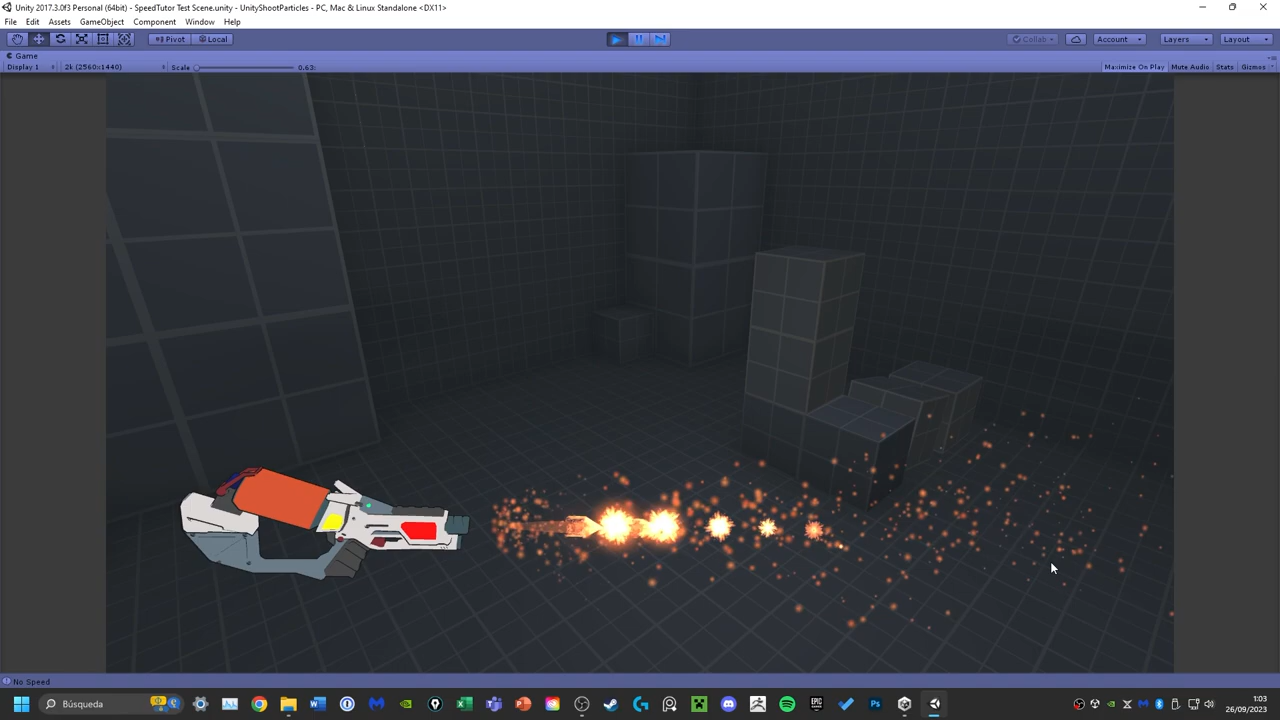 Unity 2017.3.0f3 Personal (64bit) - SpeedTutor Test Scene.unity - UnityShootParticles - PC, Mac & Linux Standalone <DX11>
File Edit Assets GameObject Component Window Help
Pivot Local Collab Account Layers Layout
Game
Display 1 2k (2560x1440) Scale 0.63: Maximize On Play Mute Audio Stats Gizmos
No Speed
Búsqueda
1:03
26/09/2023